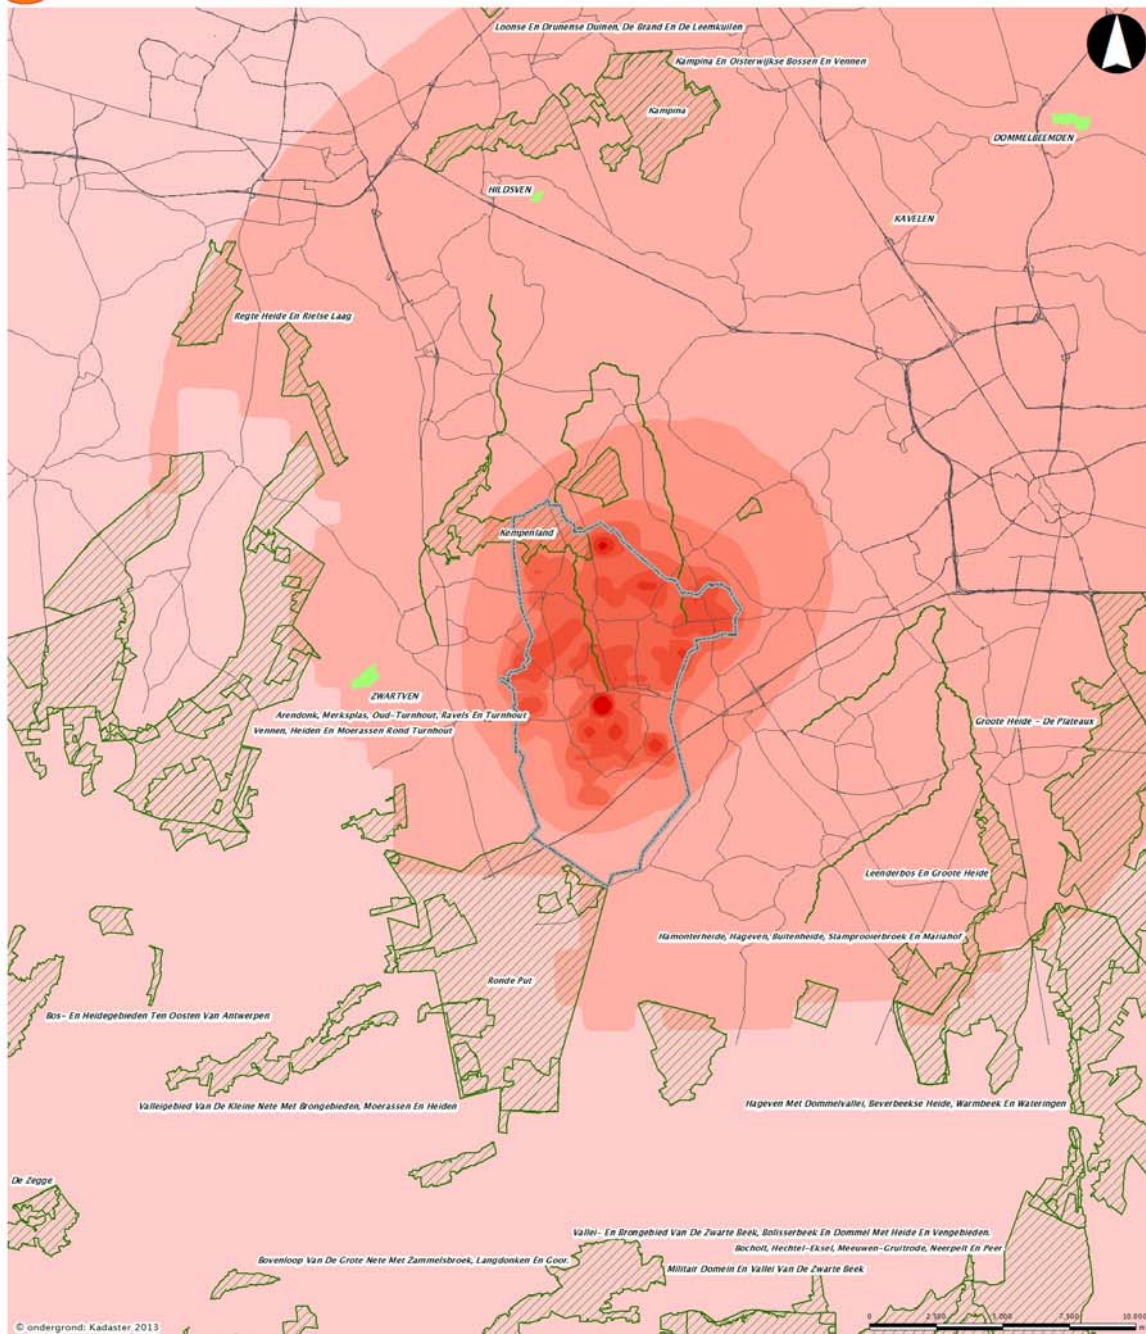 Loonse En Drunense Duinen, De Brand En De Leemkuilen
Kampina En Oisterwijkse Bossen En Vennen
Kampina
DOMMELBEEMDEN
HILDSVEN
KAVELEN
Regte Heide En Rielse Laag
Kempenland
ZWARTVEN
Arendonk, Merksplas, Oud-Turnhout, Ravels En Turnhout
Groote Heide - De Plateaux
Vennen, Heiden En Moerassen Rond Turnhout
Leenderbos En Groote Heide
Hamonterheide, Hageven, Buitenheide, Stamprooierbroek En Mariahof
Ronde Put
Bos- En Heidegebieden Ten Oosten Van Antwerpen
Valleigebied Van De Kleine Nete Met Brongebieden, Moerassen En Heiden
Hageven Met Dommelvallei, Beverbeekse Heide, Warmbeek En Wateringen
De Zegge
Vallei- En Brongebied Van De Zwarte Beek, Bolisserbeek En Dommel Met Heide En Vengebieden.
Bocholt, Hechtel-Eksel, Meeuwen-Gruitrode, Neerpelt En Peer
Bovenloop Van De Grote Nete Met Zammelsbroek, Langdonken En Goor.
Militair Domein En Vallei Van De Zwarte Beek
0 2.500 5.000 7.500 10.000
© ondergrond: Kadaster 2013